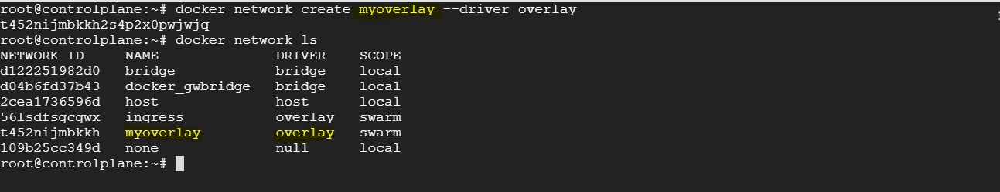 root@controlplane:~# docker network create myoverlay --driver overlay
t452nijmbkkh2s4p2x0pwjwjq
root@controlplane:~# docker network ls
NETWORK ID     NAME              DRIVER    SCOPE
d122251982d0   bridge            bridge    local
d04b6fd37b43   docker_gwbridge   bridge    local
2cea1736596d   host              host      local
56lsdfsgcgwx   ingress           overlay   swarm
t452nijmbkkh   myoverlay         overlay   swarm
109b25cc349d   none              null      local
root@controlplane:~#